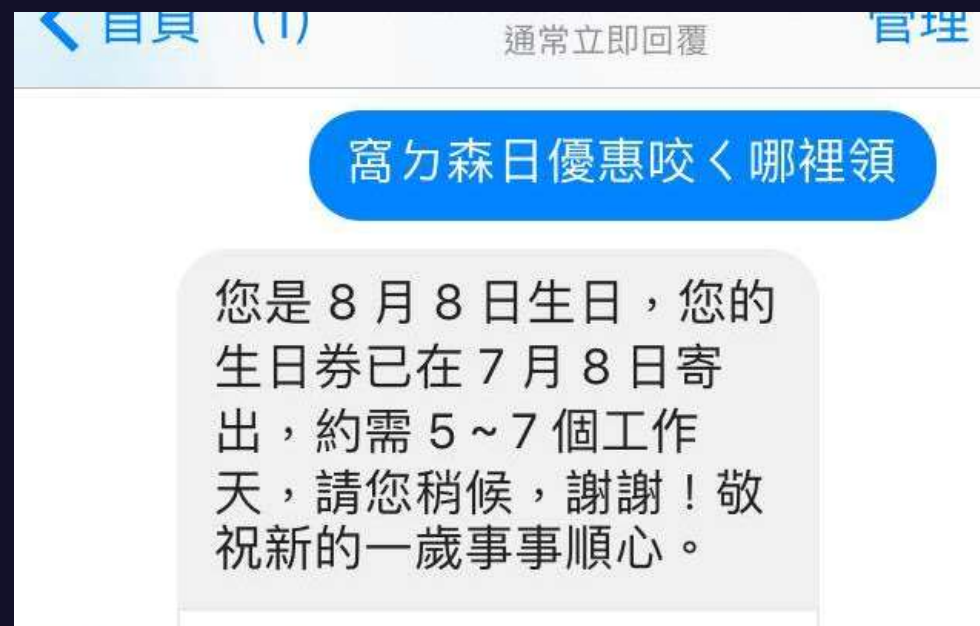 首頁 (1)
通常立即回覆
管理
窩ㄉ森日優惠咬ㄑ哪裡領
您是 8 月 8 日生日，您的
生日券已在 7 月 8 日寄
出，約需 5 ~ 7 個工作
天，請您稍候，謝謝！敬
祝新的一歲事事順心。